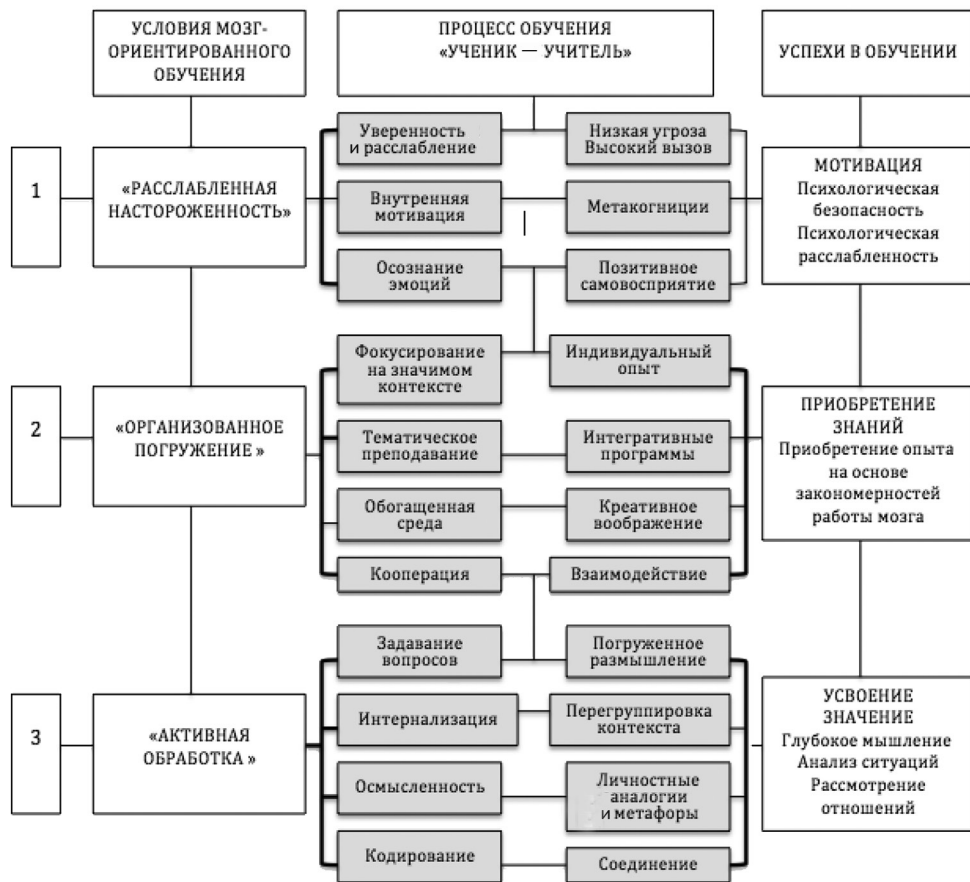 УСЛОВИЯ МОЗГ-
ОРИЕНТИРОВАННОГО
ОБУЧЕНИЯ
ПРОЦЕСС ОБУЧЕНИЯ
«УЧЕНИК — УЧИТЕЛЬ»
УСПЕХИ В ОБУЧЕНИИ
1
«РАССЛАБЛЕННАЯ
НАСТОРОЖЕННОСТЬ»
Уверенность
и расслабление
Низкая угроза
Высокий вызов
Внутренняя
мотивация
Метакогниции
Осознание
эмоций
Позитивное
самовосприятие
МОТИВАЦИЯ
Психологическая
безопасность
Психологическая
расслабленность
2
«ОРГАНИЗОВАННОЕ
ПОГРУЖЕНИЕ »
Фокусирование
на значимом
контексте
Индивидуальный
опыт
Тематическое
преподавание
Интегративные
программы
Обогащенная
среда
Креативное
воображение
Кооперация
Взаимодействие
ПРИОБРЕТЕНИЕ
ЗНАНИЙ
Приобретение опыта
на основе
закономерностей
работы мозга
3
«АКТИВНАЯ
ОБРАБОТКА »
Задавание
вопросов
Погруженное
размышление
Интернализация
Перегруппировка
контекста
Осмысленность
Личностные
аналогии
и метафоры
Кодирование
Соединение
УСВОЕНИЕ
ЗНАЧЕНИЕ
Глубокое мышление
Анализ ситуаций
Рассмотрение
отношений